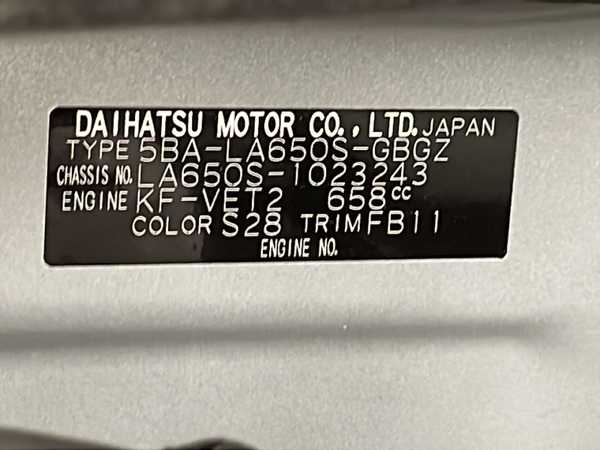 DAIHATSU MOTOR CO., LTD. JAPAN
TYPE 5BA-LA650S-GBGZ
CHASSIS NO. LA650S-1023243
ENGINE KF-VET2 658cc
COLOR S28 TRIM FB11
ENGINE NO.